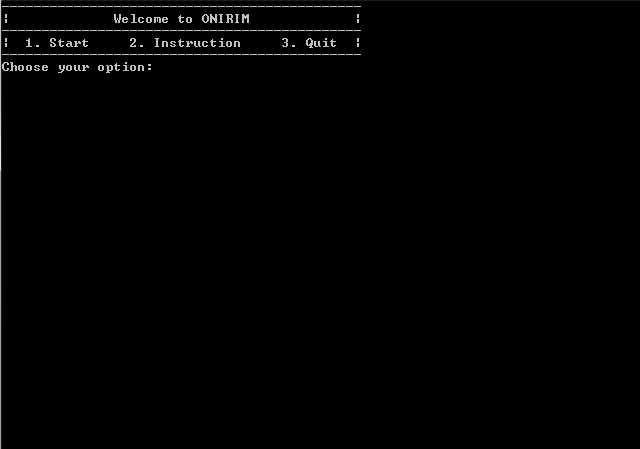 Welcome to ONIRIM
1. Start 2. Instruction 3. Quit
Choose your option: